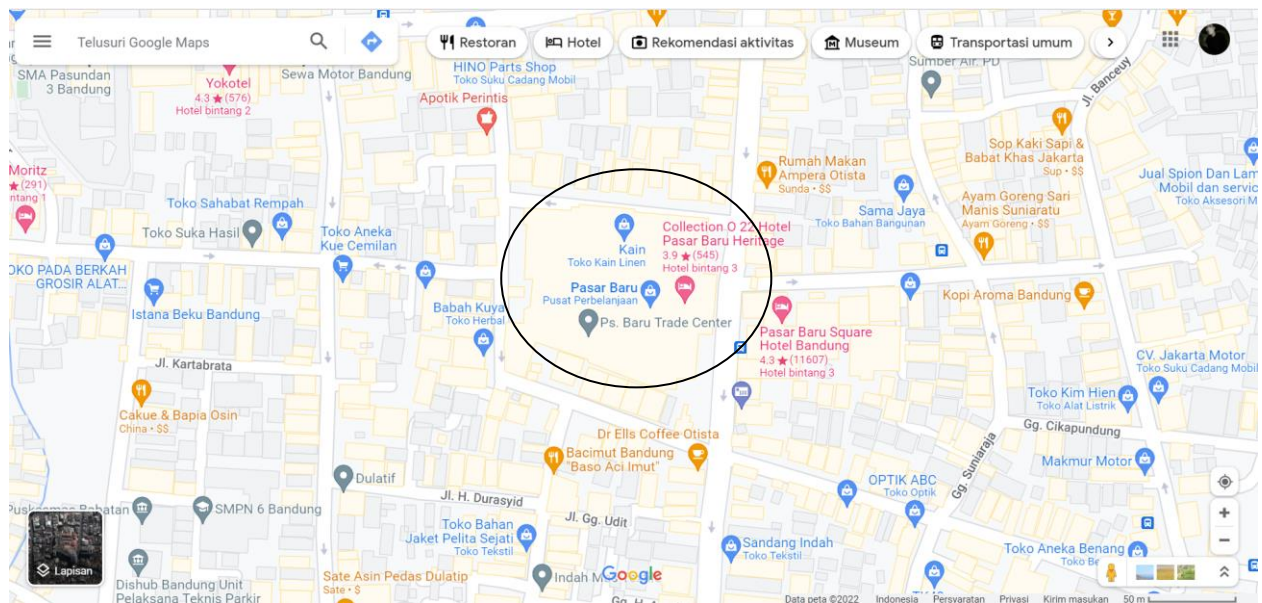 Telusuri Google Maps
Restoran
Hotel
Rekomendasi aktivitas
Museum
Transportasi umum
SMA Pasundan
3 Bandung
Yokotel
4.3 ★ (576)
Hotel bintang 2
Sewa Motor Bandung
HINO Parts Shop
Toko Suku Cadang Mobil
Apotik Perintis
Sumber Air. PD
Jl. Banceuy
Sop Kaki Sapi &
Babat Khas Jakarta
Sup • $$
Rumah Makan
Ampera Otista
Sunda • $$
Moritz
★ (291)
ntang 1
Jual Spion Dan Lam
Mobil dan servic
Toko Aksesori M
Toko Sahabat Rempah
Toko Suka Hasil
Toko Aneka
Kue Cemilan
Kain
Toko Kain Linen
Collection O 22 Hotel
Pasar Baru Heritage
3.9 ★ (545)
Hotel bintang 3
Sama Jaya
Toko Bahan Bangunan
Ayam Goreng Sari
Manis Suniaratu
Ayam Goreng • $$
OKO PADA BERKAH
GROSIR ALAT...
Istana Beku Bandung
Babah Kuya
Toko Herbal
Pasar Baru
Pusat Perbelanjaan
Ps. Baru Trade Center
Kopi Aroma Bandung
Pasar Baru Square
Hotel Bandung
4.3 ★ (11607)
Hotel bintang 3
Jl. Kartabrata
CV. Jakarta Motor
Toko Suku Cadang Mobil
Cakue & Bapia Osin
China • $$
Toko Kim Hien
Toko Alat Listrik
Dr Ells Coffee Otista
Bacimut Bandung
"Baso Aci Imut"
Gg. Cikapundung
Gg. Suniaraja
Makmur Motor
Dulatif
OPTIK ABC
Toko Optik
Jl. H. Durasyid
SMPN 6 Bandung
Jl. Gg. Udit
Toko Bahan
Jaket Pelita Sejati
Toko Tekstil
Sandang Indah
Toko Tekstil
Toko Aneka Benang
Lapisan
Dishub Bandung Unit
Pelaksana Teknis Parkir
Sate Asin Pedas Dulatip
Sate • $
Indah
Google
Data peta ©2022
Indonesia
Persyaratan
Privasi
Kirim masukan
50 m